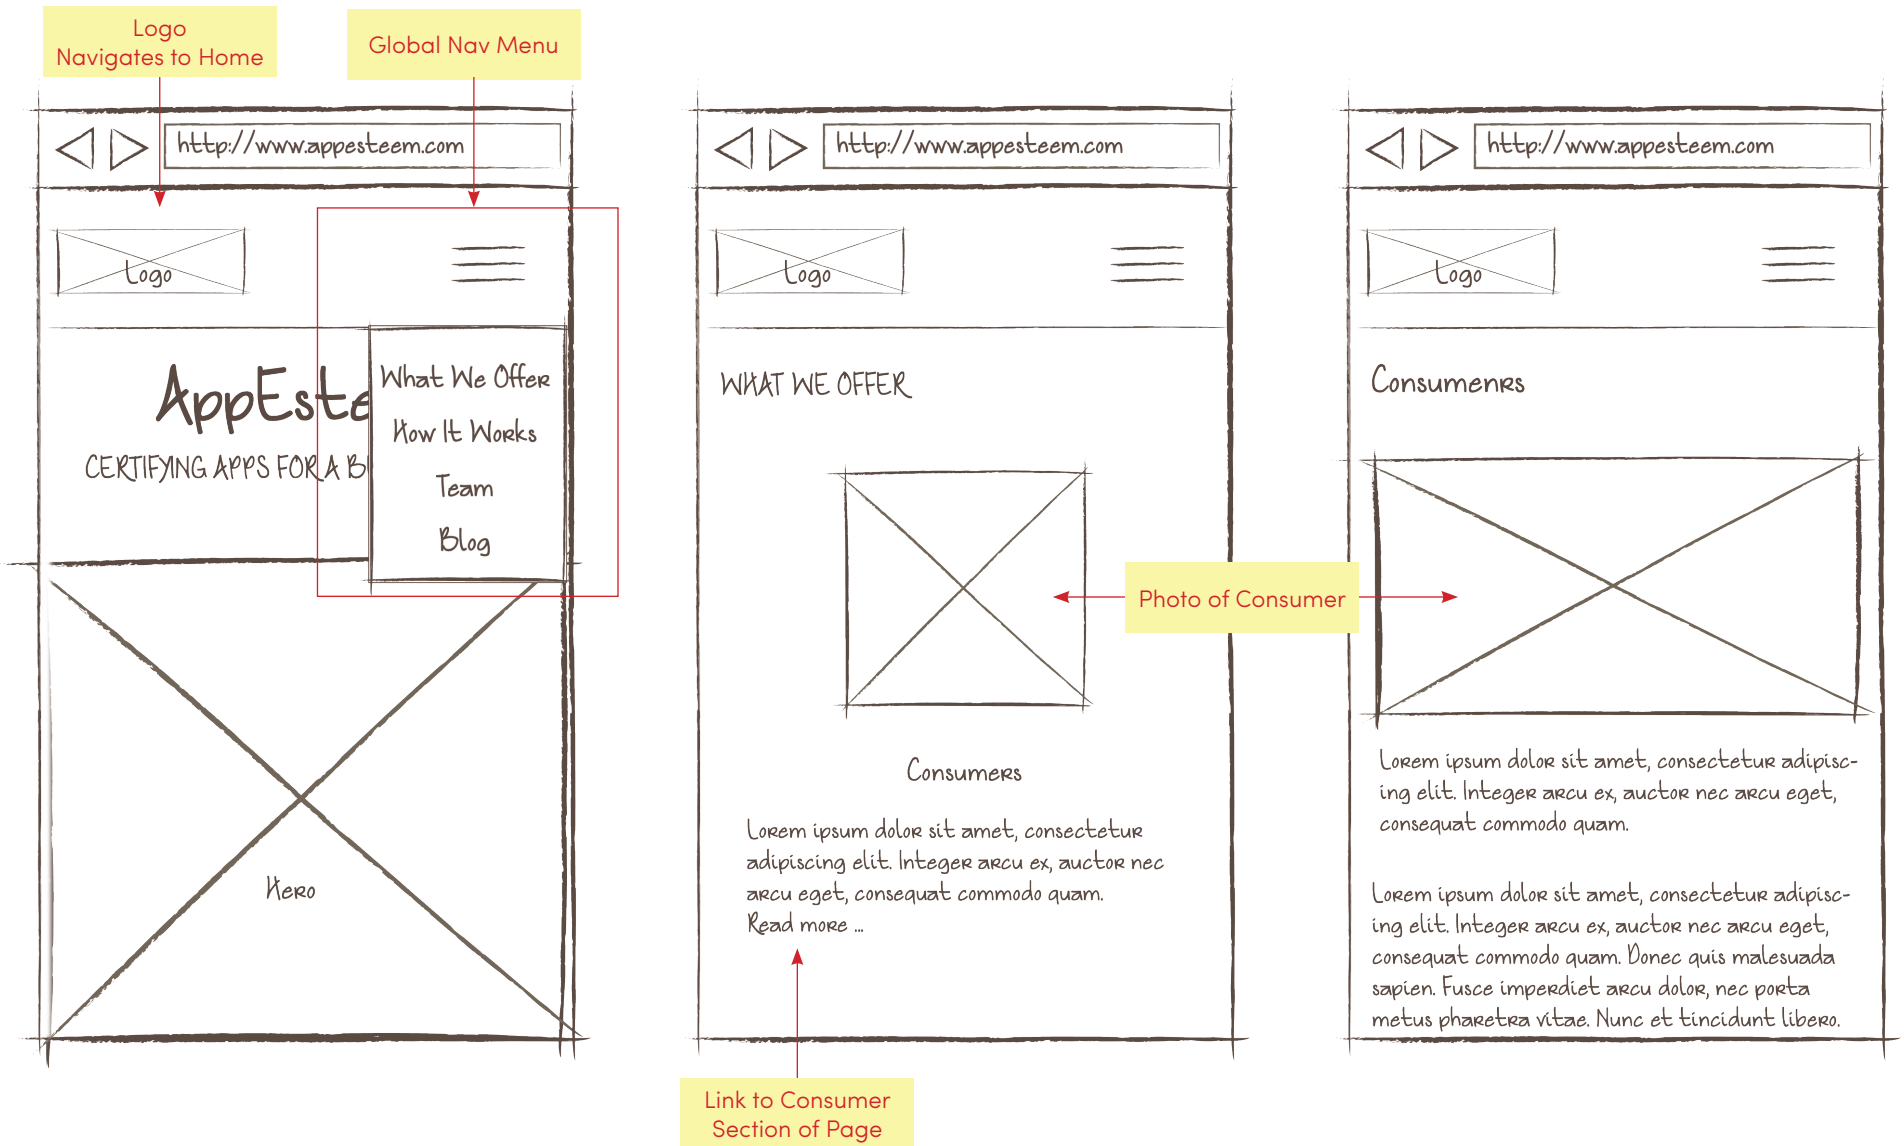 Logo
Navigates to Home
Global Nav Menu
http://www.appesteem.com
Logo
AppEste
CERTIFYING APPS FOR A B
What We Offer
How It Works
Team
Blog
Hero
http://www.appesteem.com
Logo
WHAT WE OFFER
Photo of Consumer
Consumers
Lorem ipsum dolor sit amet, consectetur
adipiscing elit. Integer arcu ex, auctor nec
arcu eget, consequat commodo quam.
Read more ...
Link to Consumer
Section of Page
http://www.appesteem.com
Logo
Consumenrs
Lorem ipsum dolor sit amet, consectetur adipisc-
ing elit. Integer arcu ex, auctor nec arcu eget,
consequat commodo quam.
Lorem ipsum dolor sit amet, consectetur adipisc-
ing elit. Integer arcu ex, auctor nec arcu eget,
consequat commodo quam. Donec quis malesuada
sapien. Fusce imperdiet arcu dolor, nec porta
metus pharetra vitae. Nunc et tincidunt libero.